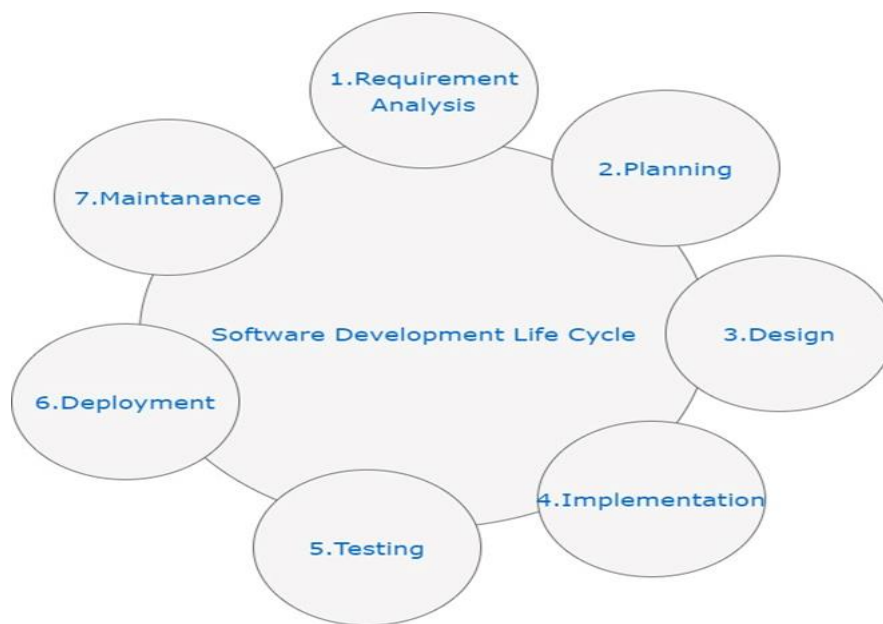 1.Requirement
Analysis
2.Planning
7.Maintanance
Software Development Life Cycle
3.Design
6.Deployment
4.Implementation
5.Testing